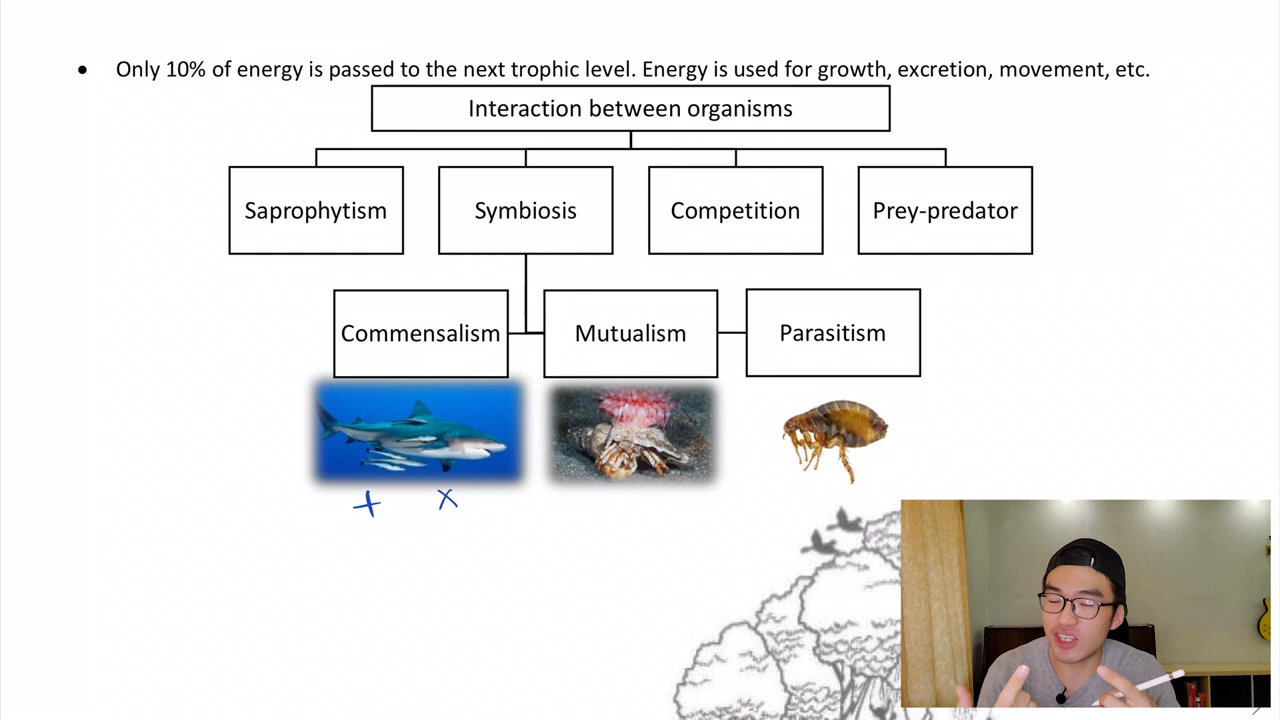 • Only 10% of energy is passed to the next trophic level. Energy is used for growth, excretion, movement, etc.
Interaction between organisms
Saprophytism
Symbiosis
Competition
Prey-predator
Commensalism
Mutualism
Parasitism
+ x